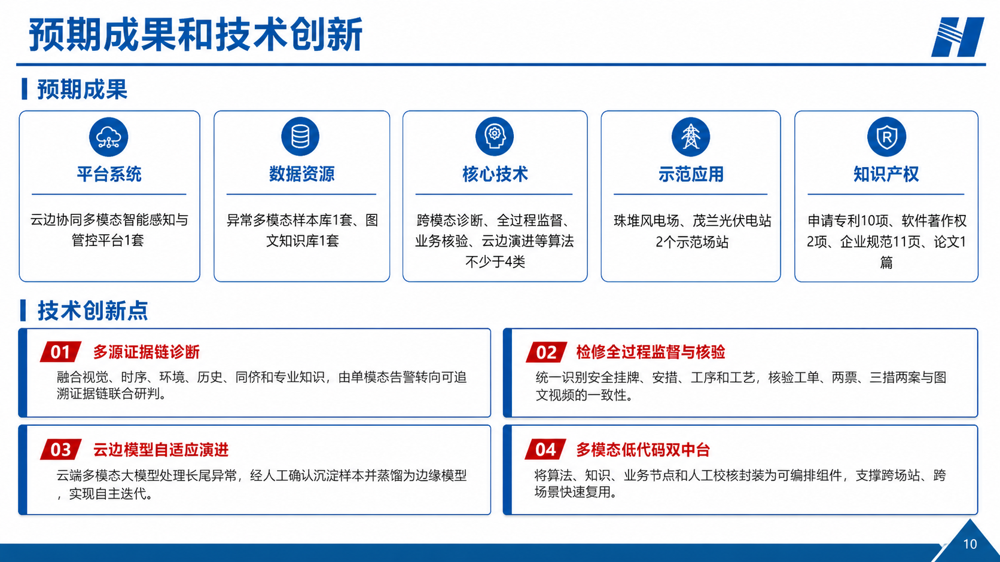 预期成果和技术创新
预期成果
平台系统
云边协同多模态智能感知与
管控平台1套
数据资源
异常多模态样本库1套、图
文知识库1套
核心技术
跨模态诊断、全过程监督、
业务核验、云边演进等算法
不少于4类
示范应用
珠堆风电场、茂兰光伏电站
2个示范场站
R
知识产权
申请专利10项、软件著作权
2项、企业规范11页、论文1
篇
技术创新点
01 多源证据链诊断
融合视觉、时序、环境、历史、同侪和专业知识，由单模态告警转向可追
溯证据链联合研判。
02 检修全过程监督与核验
统一识别安全挂牌、安措、工序和工艺，核验工单、两票、三措两案与图
文视频的一致性。
03 云边模型自适应演进
云端多模态大模型处理长尾异常，经人工确认沉淀样本并蒸馏为边缘模型
，实现自主迭代。
04 多模态低代码双中台
将算法、知识、业务节点和人工校核封装为可编排组件，支撑跨场站、跨
场景快速复用。
10